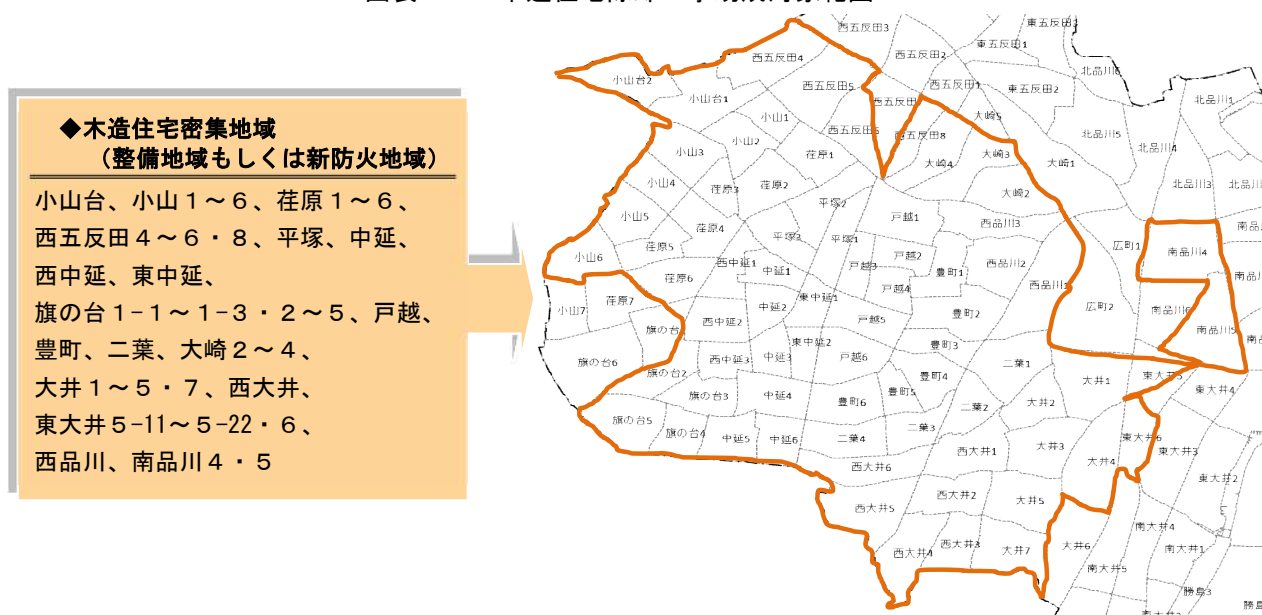 ◆木造住宅密集地域
（整備地域もしくは新防火地域）
小山台、小山１～６、荏原１～６、
西五反田４～６・８、平塚、中延、
西中延、東中延、
旗の台１-１～１-３・２～５、戸越、
豊町、二葉、大崎２～４、
大井１～５・７、西大井、
東大井５-11～５-22・６、
西品川、南品川４・５
西五反田3
東五反田3
西五反田2
東五反田1
西五反田4
北品川6
小山台2
西五反田5
西五反田1
東五反田2
北品川1
小山台1
西五反田
大崎5
小山1
西五反田6
西五反田8
北品川5
小山2
荏原1
大崎3
大崎4
大崎1
北品川4
小山3
小山4
荏原3
荏原2
大崎2
北品川3
北品川
平塚2
小山5
荏原4
戸越1
西品川3
平塚3
平塚1
広町1
南品川4
荏原5
小山6
西中延1
中延1
戸越3
戸越2
豊町1
西品川2
荏原6
戸越4
西品川1
小山7
荏原7
中延2
東中延1
広町2
南品川6
西中延2
戸越5
豊町2
南品川5
旗の台
東中延2
豊町3
旗の台6
西中延3
中延3
戸越6
二葉1
旗の台2
豊町4
大井1
東大井5
東大井4
旗の台3
中延4
豊町6
豊町5
二葉2
大井2
旗の台5
旗の台4
中延5
中延6
二葉4
二葉3
大井3
東大井6
東大井3
西大井1
大井4
西大井6
東大井2
西大井2
大井5
西大井5
南大井4
西大井4
西大井3
大井7
大井6
南大井1
南大井5
勝島3